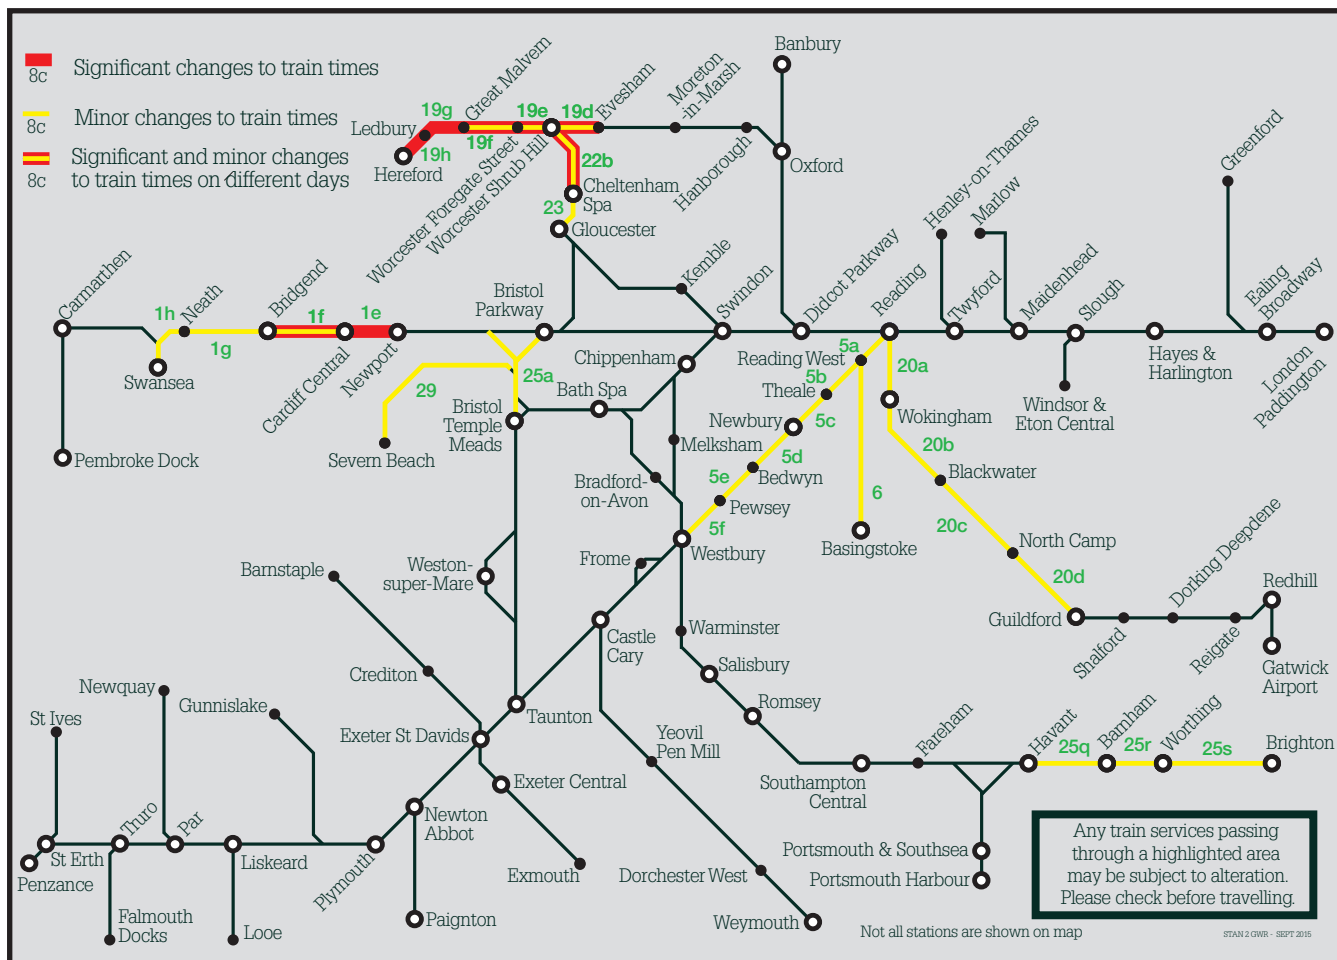 8c
Significant changes to train times
8c
Minor changes to train times
8c
Significant and minor changes
to train times on different days
Banbury
Moreton
-in-Marsh
Great Malvern
Evesham
19g
19e
19d
19f
19h
Ledbury
Hereford
Worcester Foregate Street
Worcester Shrub Hill
22b
Cheltenham
Spa
23
Gloucester
Hanborough
Oxford
Henley-on-Thames
Marlow
Greenford
Carmarthen
1h
Neath
Bridgend
1f
1e
1g
Swansea
Cardiff Central
Newport
Bristol
Parkway
Kemble
Swindon
Didcot Parkway
Reading
Twyford
Maidenhead
Slough
Ealing
Broadway
Hayes &
Harlington
London
Paddington
Windsor &
Eton Central
Pembroke Dock
29
25a
Severn Beach
Bristol
Temple
Meads
Bath Spa
Chippenham
Melksham
Bradford-
on-Avon
Reading West
5a
Theale
5b
Newbury
5c
5d
Bedwyn
5e
Pewsey
5f
Westbury
6
Basingstoke
20a
Wokingham
20b
Blackwater
20c
North Camp
20d
Guildford
Shalford
Dorking Deepdene
Reigate
Redhill
Gatwick
Airport
Frome
Weston-
super-Mare
Barnstaple
Crediton
Castle
Cary
Warminster
Salisbury
Romsey
Newquay
St Ives
Gunnislake
Exeter St Davids
Taunton
Exeter Central
Yeovil
Pen Mill
Southampton
Central
Fareham
Havant
25q
Barnham
25r
Worthing
25s
Brighton
Newton
Abbot
Truro
Par
St Erth
Penzance
Liskeard
Plymouth
Exmouth
Dorchester West
Portsmouth & Southsea
Portsmouth Harbour
Falmouth
Docks
Looe
Paignton
Weymouth
Any train services passing
through a highlighted area
may be subject to alteration.
Please check before travelling.
Not all stations are shown on map
STAN 2 GWR - SEPT 2015